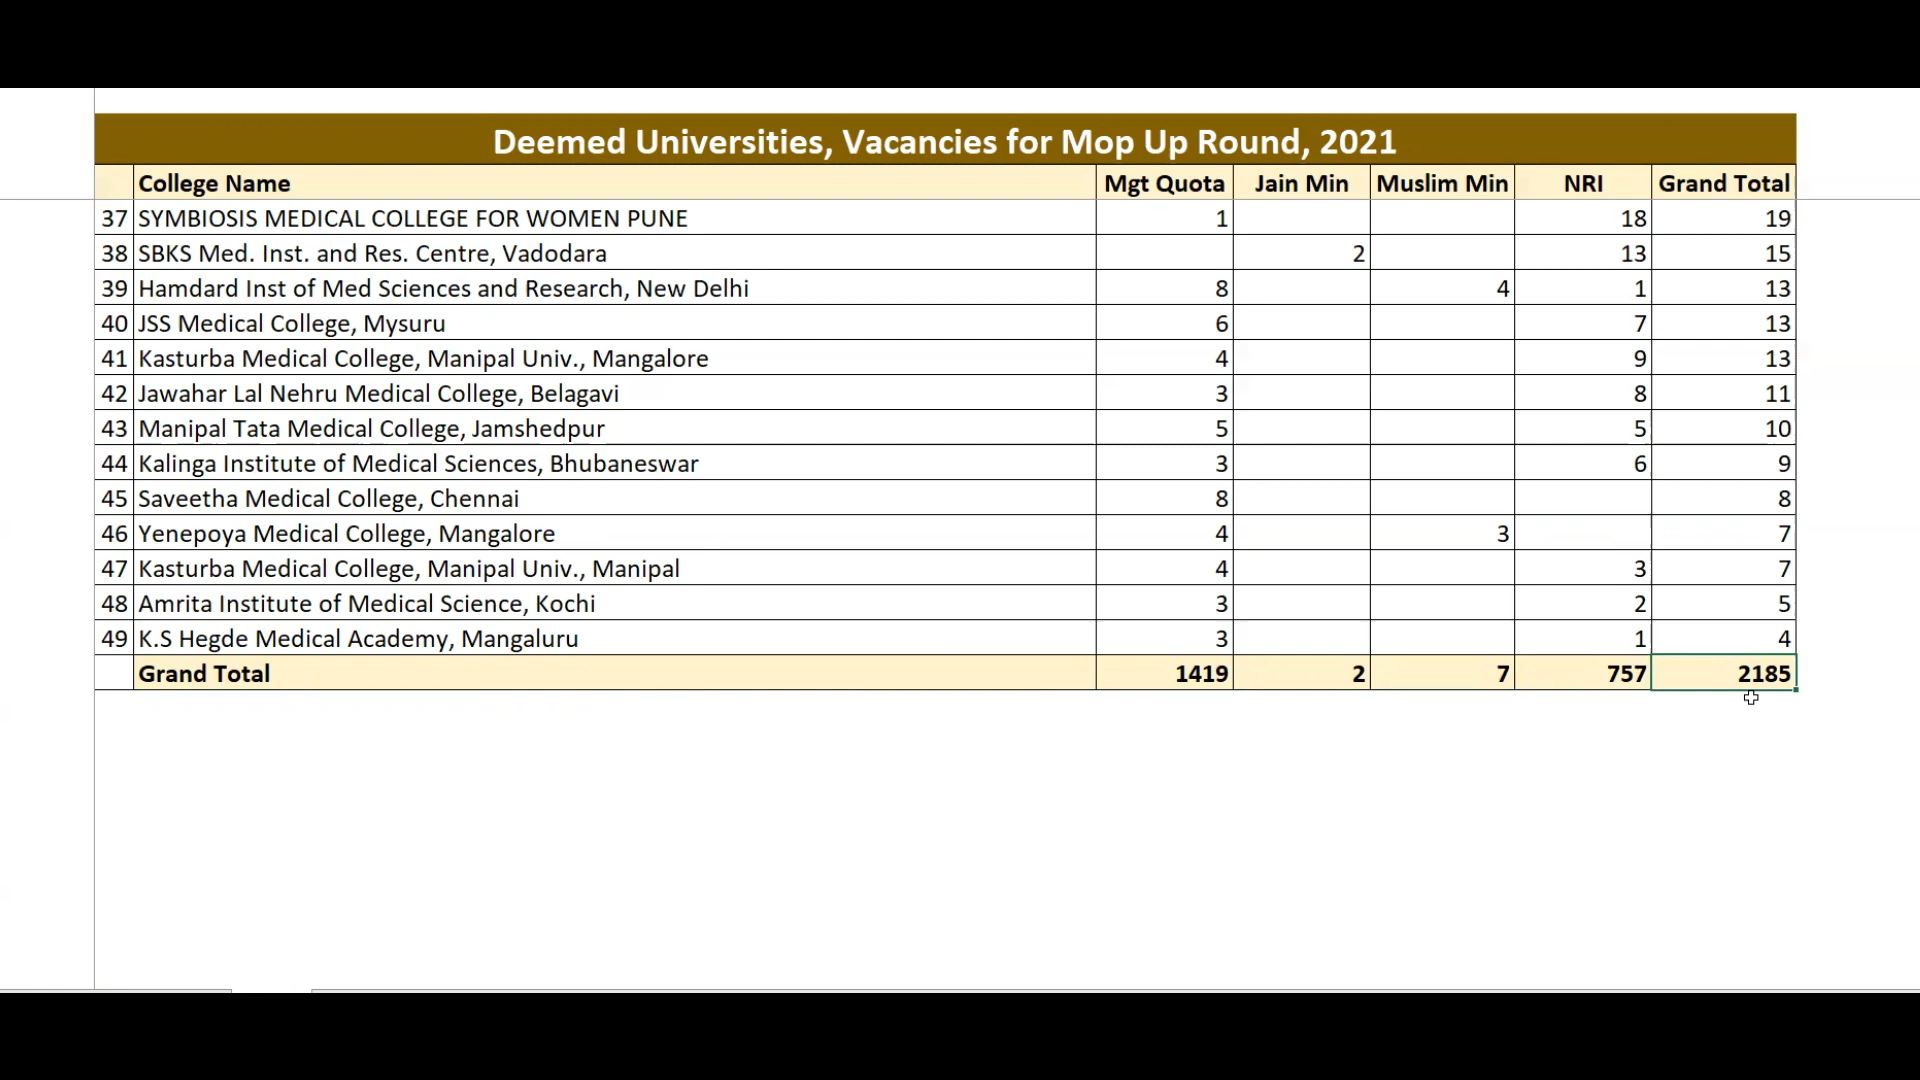 Deemed Universities, Vacancies for Mop Up Round, 2021
College Name Mgt Quota Jain Min Muslim Min NRI Grand Total
37 SYMBIOSIS MEDICAL COLLEGE FOR WOMEN PUNE 1 18 19
38 SBKS Med. Inst. and Res. Centre, Vadodara 2 13 15
39 Hamdard Inst of Med Sciences and Research, New Delhi 8 4 1 13
40 JSS Medical College, Mysuru 6 7 13
41 Kasturba Medical College, Manipal Univ., Mangalore 4 9 13
42 Jawahar Lal Nehru Medical College, Belagavi 3 8 11
43 Manipal Tata Medical College, Jamshedpur 5 5 10
44 Kalinga Institute of Medical Sciences, Bhubaneswar 3 6 9
45 Saveetha Medical College, Chennai 8 8
46 Yenepoya Medical College, Mangalore 4 3 7
47 Kasturba Medical College, Manipal Univ., Manipal 4 3 7
48 Amrita Institute of Medical Science, Kochi 3 2 5
49 K.S Hegde Medical Academy, Mangaluru 3 1 4
Grand Total 1419 2 7 757 2185